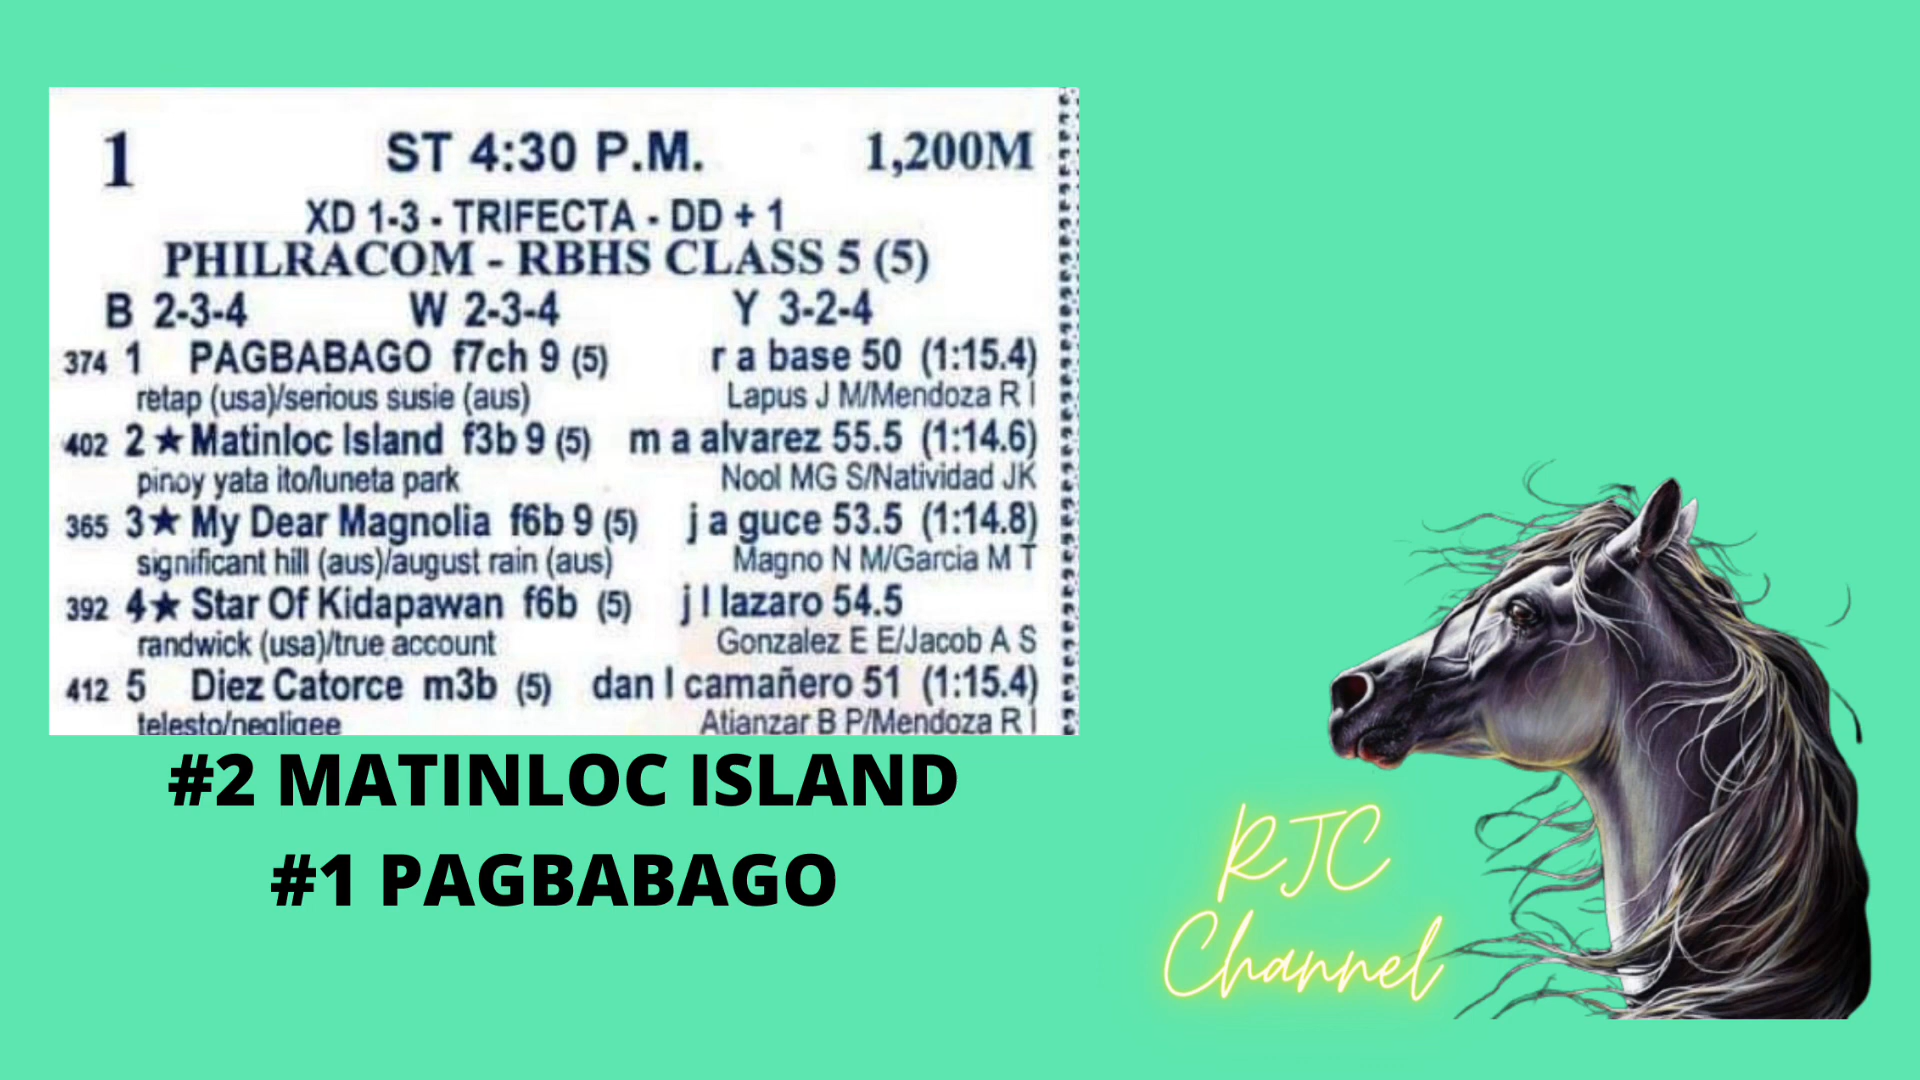 1 ST 4:30 P.M. 1,200M
XD 1-3 - TRIFECTA - DD + 1
PHILRACOM - RBHS CLASS 5 (5)
B 2-3-4 W 2-3-4 Y 3-2-4
374 1 PAGBABAGO f7ch 9 (5) r a base 50 (1:15.4)
retap (usa)/serious susie (aus) Lapus J M/Mendoza R I
402 2 ★ Matinloc Island f3b 9 (5) m a alvarez 55.5 (1:14.6)
pinoy yata ito/luneta park Nool MG S/Natividad JK
365 3 ★ My Dear Magnolia f6b 9 (5) j a guce 53.5 (1:14.8)
significant hill (aus)/august rain (aus) Magno N M/Garcia M T
392 4 ★ Star Of Kidapawan f6b (5) j l lazaro 54.5
randwick (usa)/true account Gonzalez E E/Jacob A S
412 5 Diez Catorce m3b (5) dan l camañero 51 (1:15.4)
telesto/negligee Atianzar B P/Mendoza R I
#2 MATINLOC ISLAND
#1 PAGBABAGO
RJC
Channel